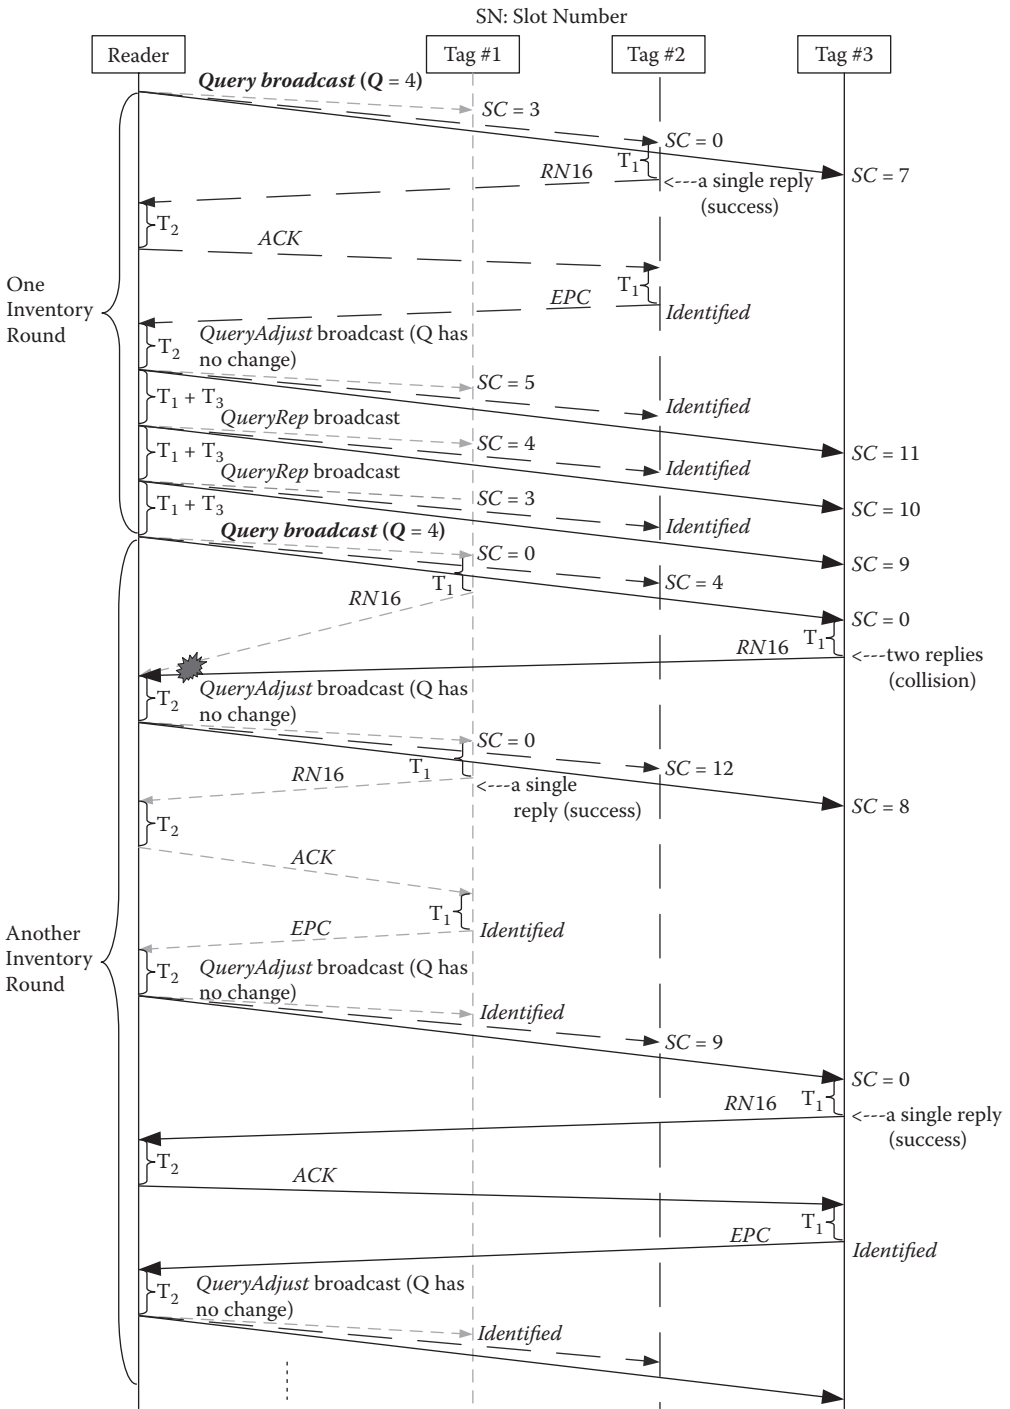 SN: Slot Number
Reader
Tag #1
Tag #2
Tag #3
Query broadcast (Q = 4)
SC = 3
SC = 0
T1
SC = 7
RN16
<---a single reply
(success)
T2
ACK
T1
EPC
Identified
One
Inventory
Round
QueryAdjust broadcast (Q has
no change)
T2
SC = 5
Identified
T1 + T3
QueryRep broadcast
SC = 4
SC = 11
T1 + T3
Identified
QueryRep broadcast
SC = 3
SC = 10
T1 + T3
Identified
Query broadcast (Q = 4)
SC = 0
SC = 9
T1
SC = 4
RN16
SC = 0
T1
RN16
<---two replies
(collision)
T2
QueryAdjust broadcast (Q has
no change)
SC = 0
T1
SC = 12
RN16
<---a single
reply (success)
SC = 8
T2
ACK
T1
EPC
Identified
Another
Inventory
Round
T2
QueryAdjust broadcast (Q has
no change)
Identified
SC = 9
SC = 0
T1
RN16
<---a single reply
(success)
T2
ACK
T1
EPC
Identified
T2
QueryAdjust broadcast (Q has
no change)
Identified